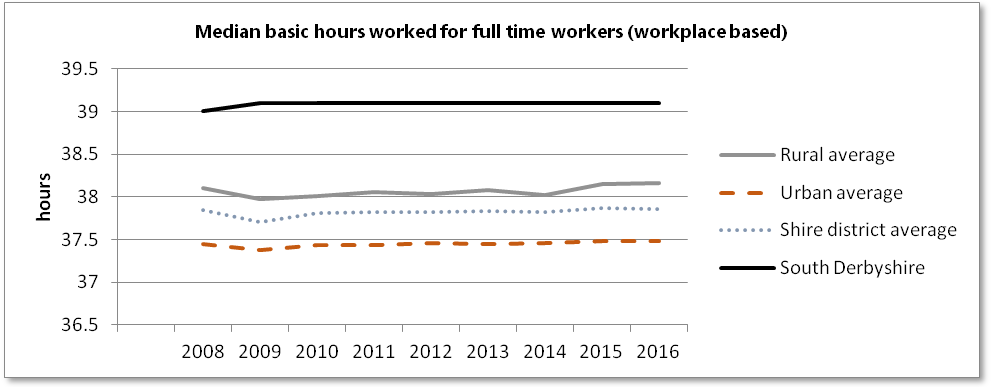 Median basic hours worked for full time workers (workplace based)
39.5
39
38.5
38
37.5
37
36.5
hours
2008 2009 2010 2011 2012 2013 2014 2015 2016
Rural average
Urban average
Shire district average
South Derbyshire